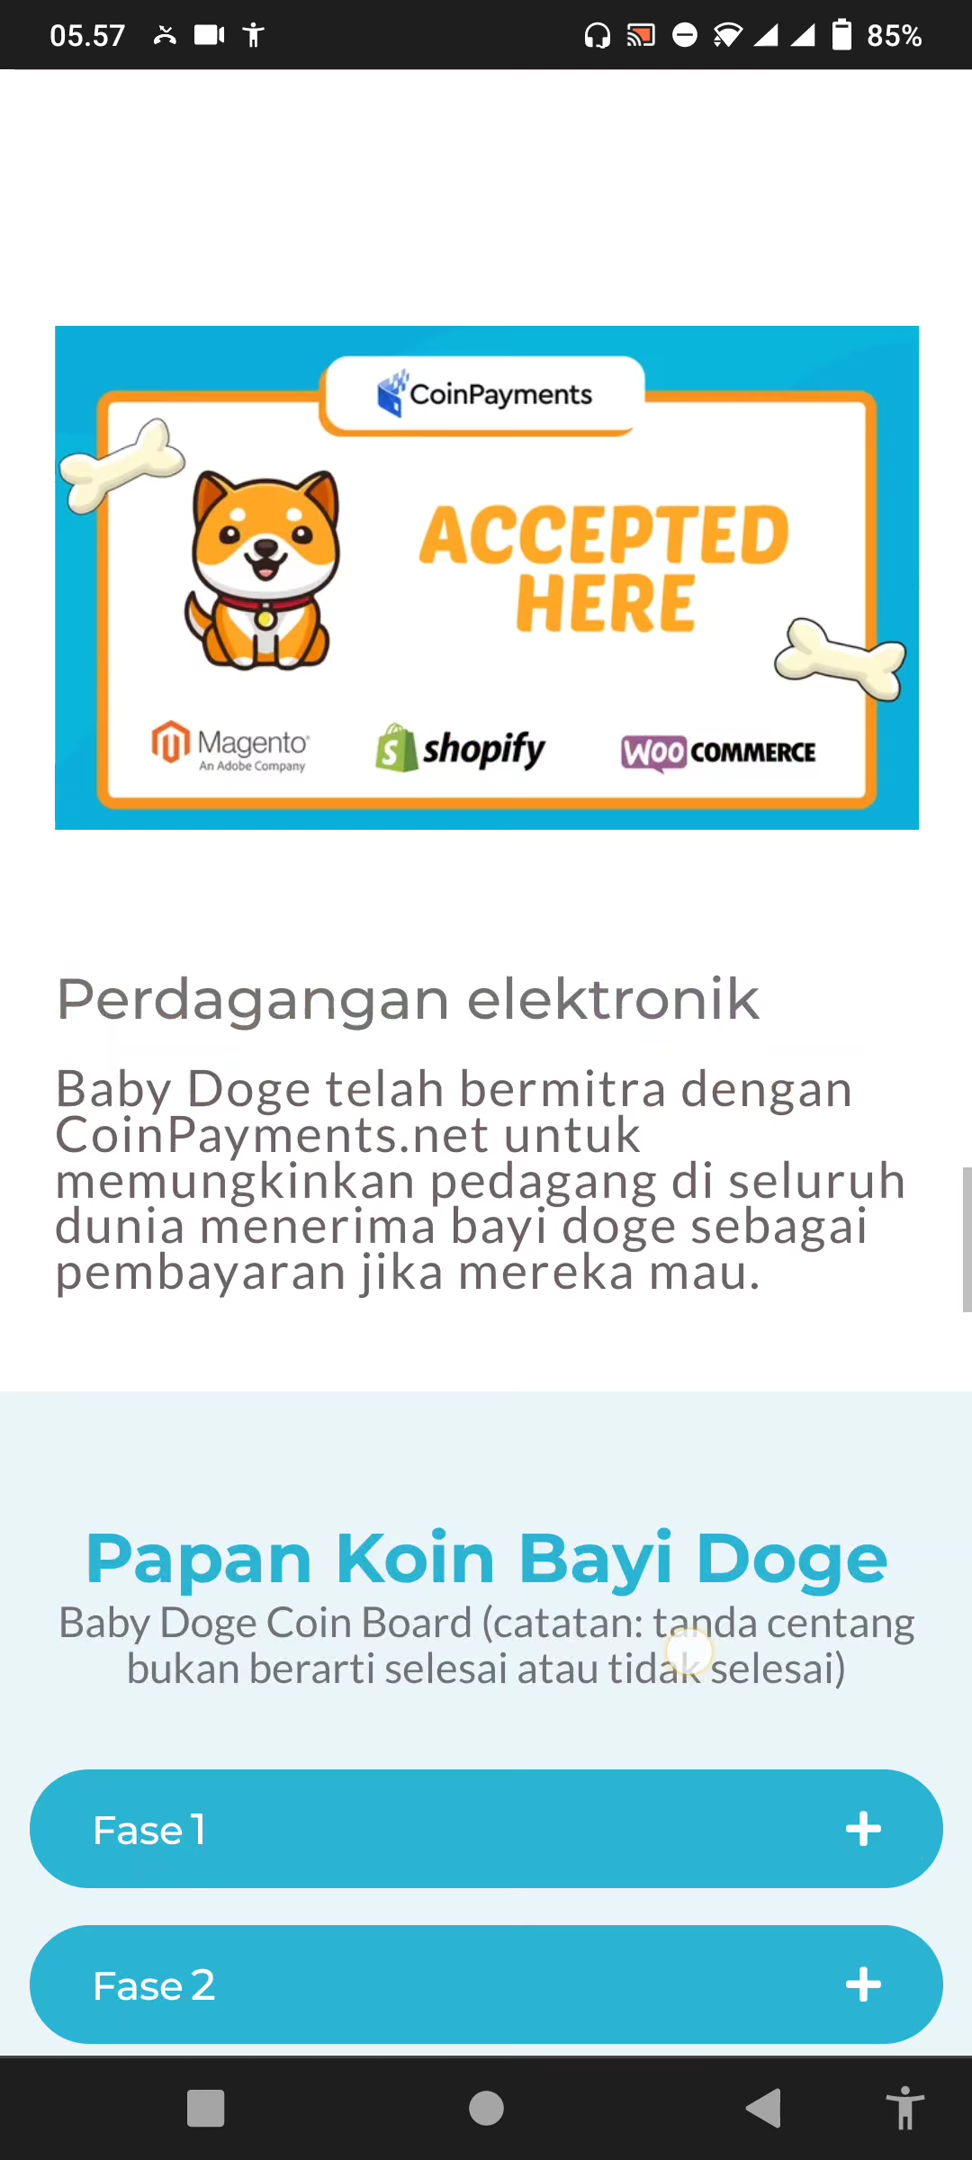 05.57
85%
CoinPayments
ACCEPTED
HERE
Magento
An Adobe Company
shopify
WOO COMMERCE
Perdagangan elektronik
Baby Doge telah bermitra dengan
CoinPayments.net untuk
memungkinkan pedagang di seluruh
dunia menerima bayi doge sebagai
pembayaran jika mereka mau.
Papan Koin Bayi Doge
Baby Doge Coin Board (catatan: tanda centang
bukan berarti selesai atau tidak selesai)
Fase 1
Fase 2